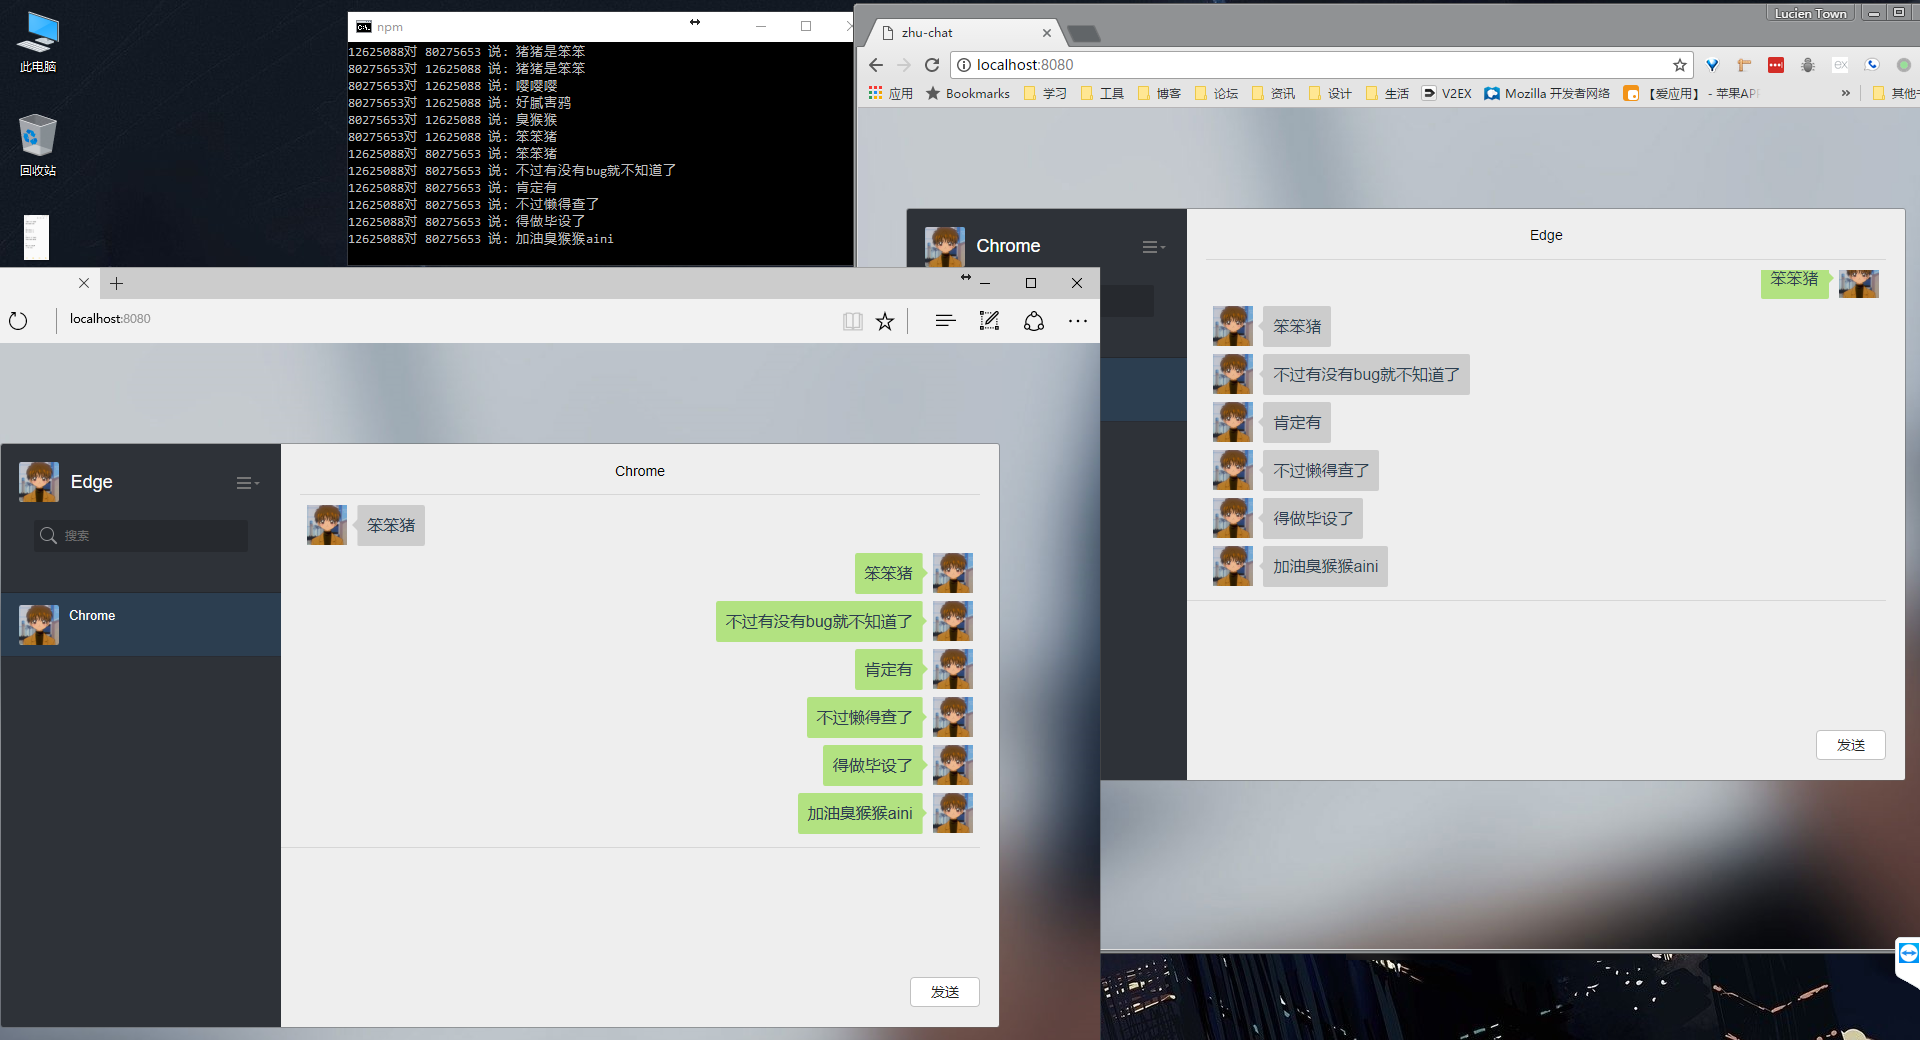 此电脑
回收站
npm
12625088对 80275653 说: 猪猪是笨笨
80275653对 12625088 说: 猪猪是笨笨
12625088对 80275653 说: 嘤嘤嘤
80275653对 12625088 说: 好腻害鸦
80275653对 12625088 说: 臭猴猴
80275653对 12625088 说: 笨笨猪
12625088对 80275653 说: 笨笨猪
12625088对 80275653 说: 不过有没有bug就不知道了
12625088对 80275653 说: 肯定有
12625088对 80275653 说: 不过懒得查了
12625088对 80275653 说: 得做毕设了
12625088对 80275653 说: 加油臭猴猴aini
Lucien Town
zhu-chat
localhost:8080
应用 Bookmarks 学习 工具 博客 论坛 资讯 设计 生活 V2EX Mozilla 开发者网络 【爱应用】 - 苹果AP » 其他
Chrome
Edge
笨笨猪
笨笨猪
不过有没有bug就不知道了
肯定有
不过懒得查了
得做毕设了
加油臭猴猴aini
发送
localhost:8080
Edge
搜索
Chrome
Chrome
笨笨猪
笨笨猪
不过有没有bug就不知道了
肯定有
不过懒得查了
得做毕设了
加油臭猴猴aini
发送